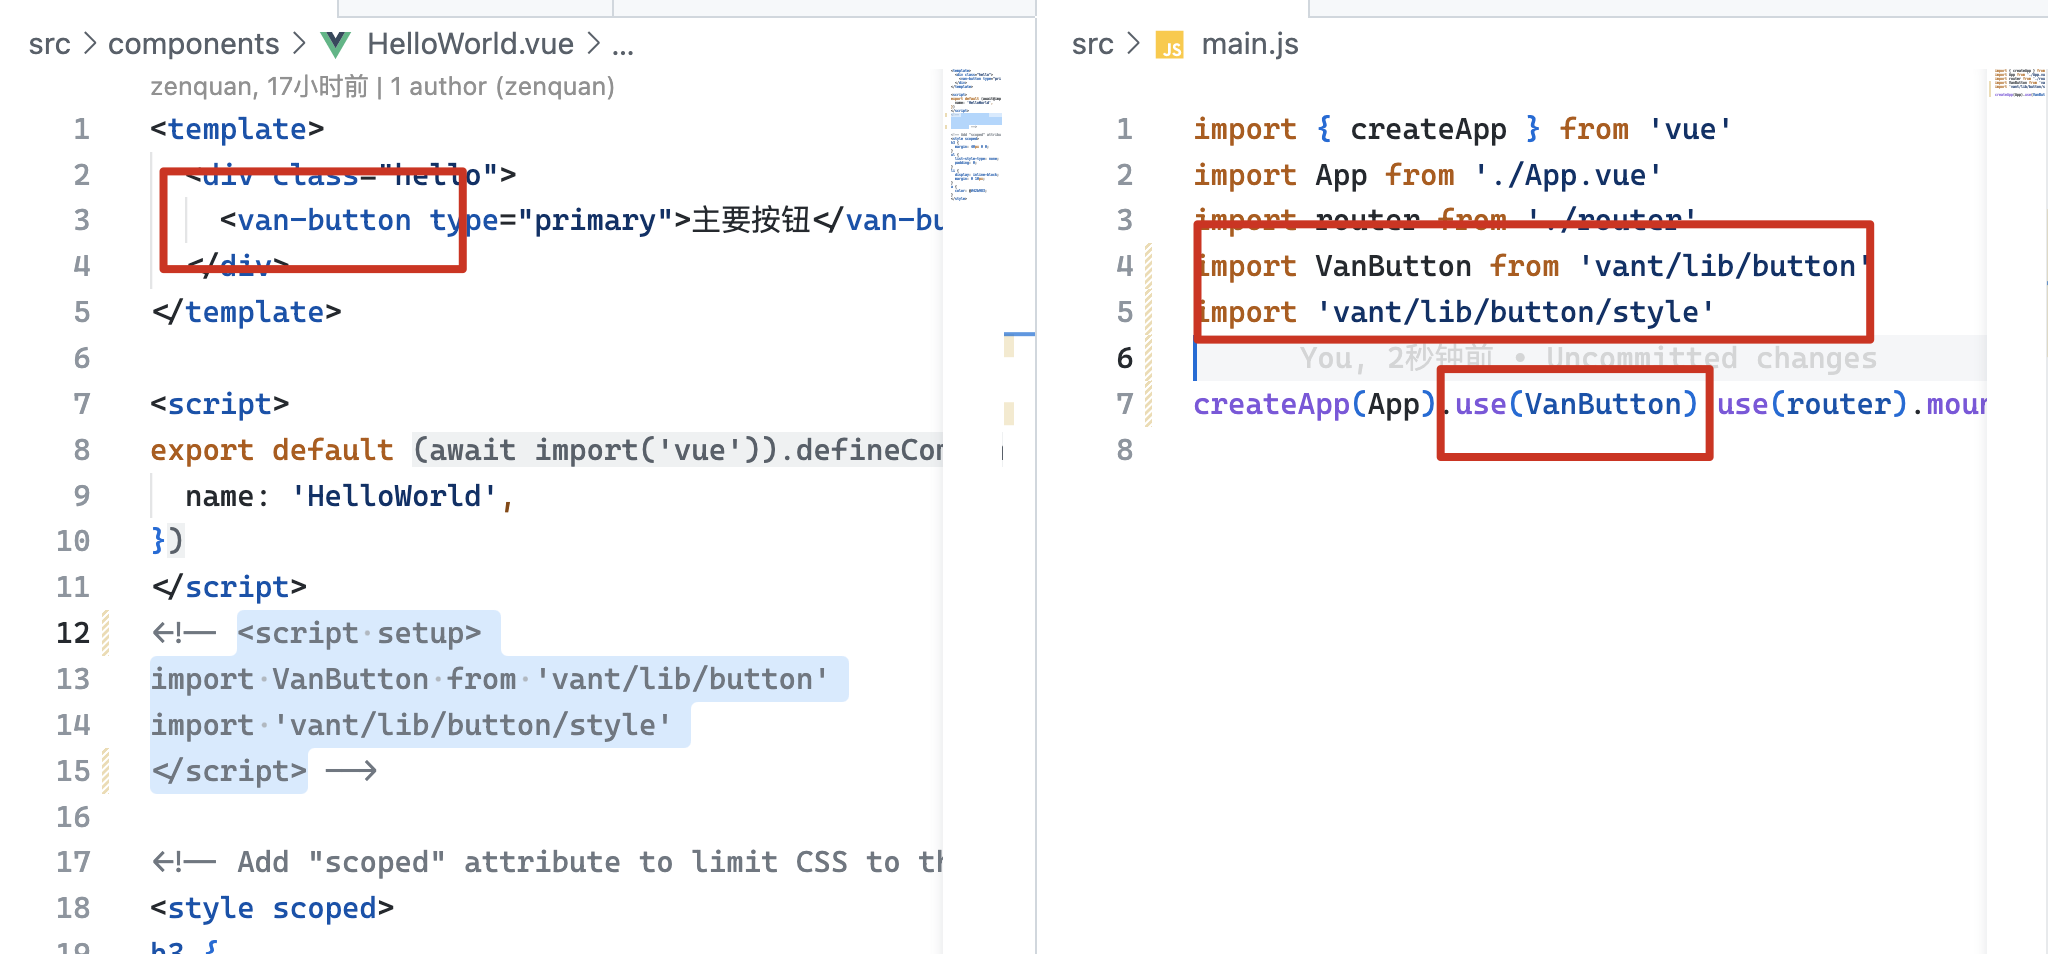 src > components > HelloWorld.vue > ...
zenquan, 17小时前 | 1 author (zenquan)
1 <template>
2 <div class="hello">
3 <van-button type="primary">主要按钮</van-bu
4 </div>
5 </template>
6
7 <script>
8 export default (await import('vue')).defineCom
9 name: 'HelloWorld',
10 })
11 </script>
12 <!-- <script setup>
13 import VanButton from 'vant/lib/button'
14 import 'vant/lib/button/style'
15 </script> -->
16
17 <!-- Add "scoped" attribute to limit CSS to th
18 <style scoped>
19 h3 {
src > JS main.js
1 import { createApp } from 'vue'
2 import App from './App.vue'
3 import router from './router'
4 import VanButton from 'vant/lib/button'
5 import 'vant/lib/button/style'
6 You, 2秒钟前 • Uncommitted changes
7 createApp(App).use(VanButton).use(router).moun
8